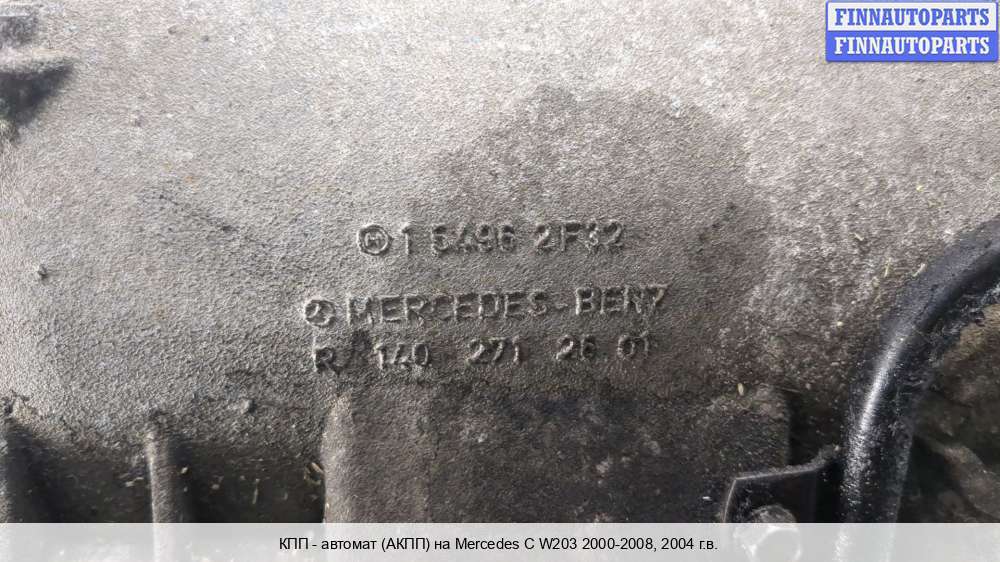 FINNAUTOPARTS
FINNAUTOPARTS
1 5496 2F32
MERCEDES-BENZ
R 140 271 26 01
КПП - автомат (АКПП) на Mercedes C W203 2000-2008, 2004 г.в.